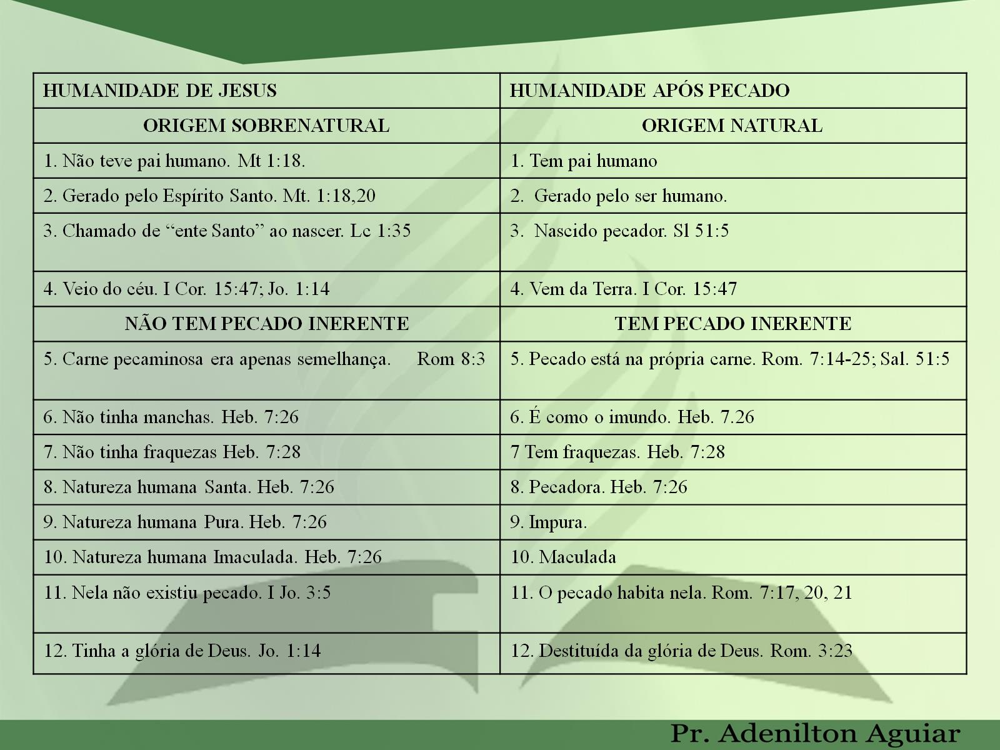 HUMANIDADE DE JESUS
HUMANIDADE APÓS PECADO
ORIGEM SOBRENATURAL
ORIGEM NATURAL
1. Não teve pai humano. Mt 1:18.
1. Tem pai humano
2. Gerado pelo Espírito Santo. Mt. 1:18,20
2. Gerado pelo ser humano.
3. Chamado de “ente Santo” ao nascer. Lc 1:35
3. Nascido pecador. Sl 51:5
4. Veio do céu. I Cor. 15:47; Jo. 1:14
4. Vem da Terra. I Cor. 15:47
NÃO TEM PECADO INERENTE
TEM PECADO INERENTE
5. Carne pecaminosa era apenas semelhança. Rom 8:3
5. Pecado está na própria carne. Rom. 7:14-25; Sal. 51:5
6. Não tinha manchas. Heb. 7:26
6. É como o imundo. Heb. 7.26
7. Não tinha fraquezas Heb. 7:28
7 Tem fraquezas. Heb. 7:28
8. Natureza humana Santa. Heb. 7:26
8. Pecadora. Heb. 7:26
9. Natureza humana Pura. Heb. 7:26
9. Impura.
10. Natureza humana Imaculada. Heb. 7:26
10. Maculada
11. Nela não existiu pecado. I Jo. 3:5
11. O pecado habita nela. Rom. 7:17, 20, 21
12. Tinha a glória de Deus. Jo. 1:14
12. Destituída da glória de Deus. Rom. 3:23
Pr. Adenilton Aguiar